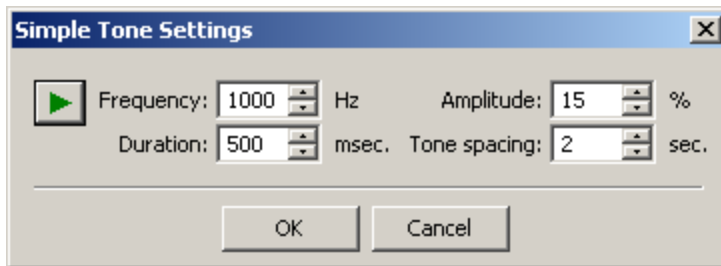 Simple Tone Settings
Frequency: 1000 Hz Amplitude: 15 %
Duration: 500 msec. Tone spacing: 2 sec.
OK Cancel